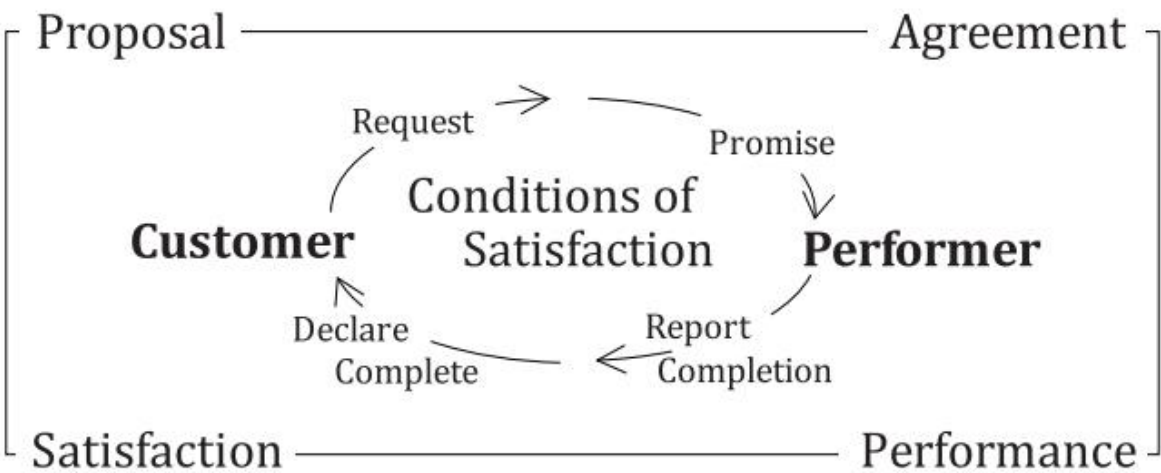 Proposal
Agreement
Request
Promise
Conditions of
Satisfaction
Customer
Performer
Declare
Complete
Report
Completion
Satisfaction
Performance